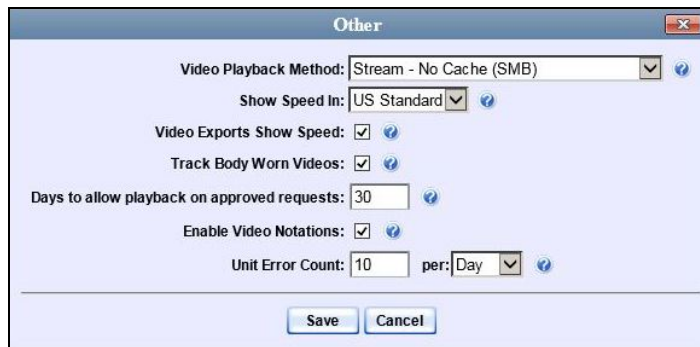 Other
Video Playback Method: Stream - No Cache (SMB)
Show Speed In: US Standard
Video Exports Show Speed:
Track Body Worn Videos:
Days to allow playback on approved requests: 30
Enable Video Notations:
Unit Error Count: 10 per: Day
Save Cancel